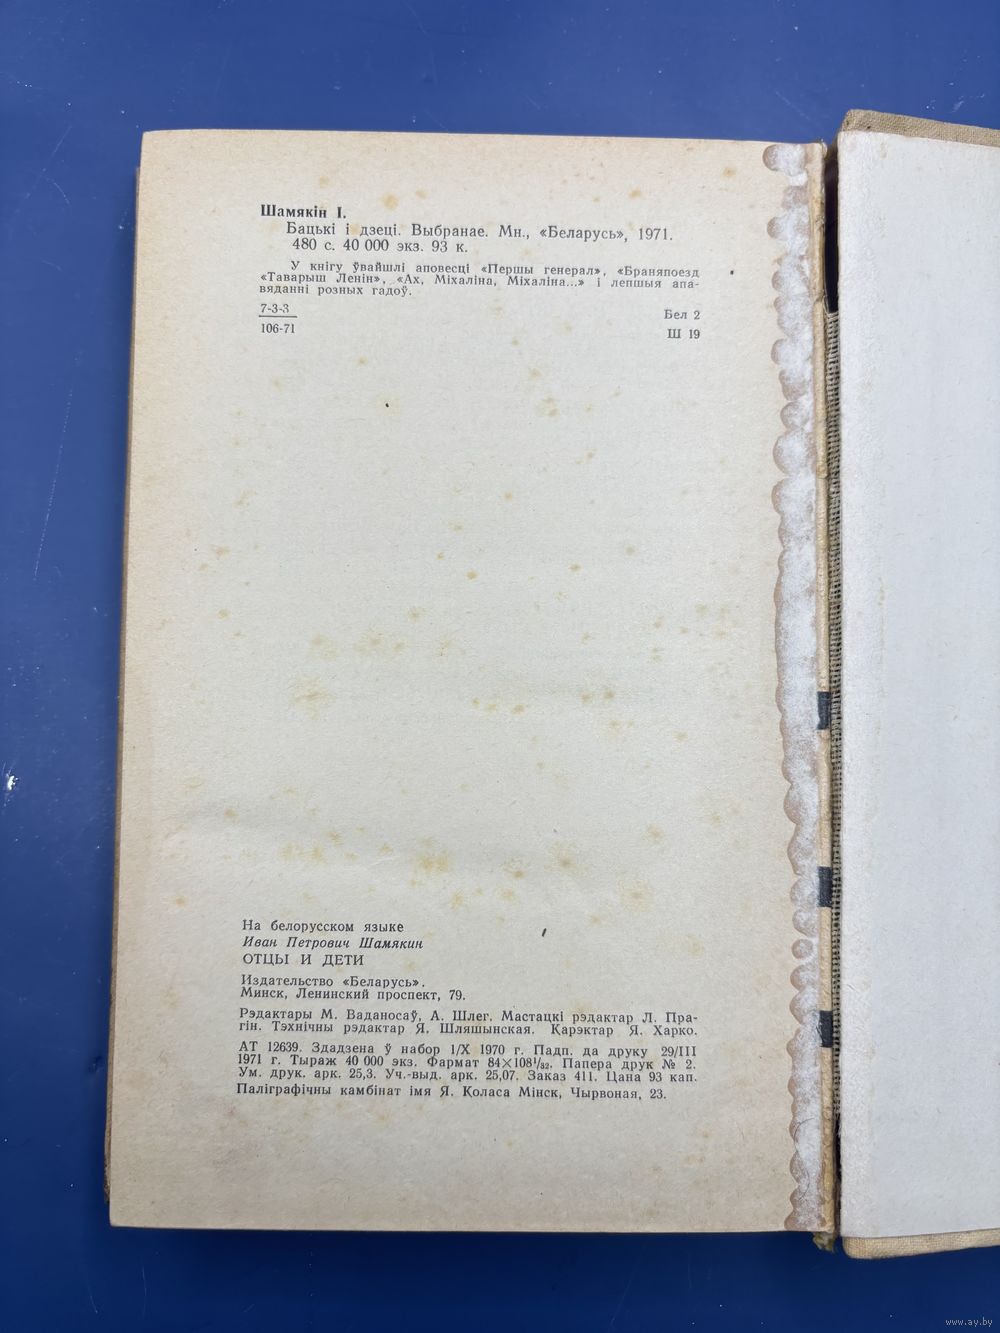 Шамякін І.
Бацькі і дзеці. Выбранае. Мн., «Беларусь», 1971.
480 с. 40 000 экз. 93 к.
У кнігу ўвайшлі аповесці «Першы генерал», «Браняпоезд
«Таварыш Ленін», «Ах, Міхаліна, Міхаліна...» і лепшыя апа-
вяданні розных гадоў.
7-3-3
106-71
Бел 2
Ш 19
На белорусском языке
Иван Петрович Шамякин
ОТЦЫ И ДЕТИ
Издательство «Беларусь».
Минск, Ленинский проспект, 79.
Рэдактары М. Ваданосаў, А. Шлег. Мастацкі рэдактар Л. Пра-
гін. Тэхнічны рэдактар Я. Шляшынская. Карэктар Я. Харко.
АТ 12639. Здадзена ў набор 1/X 1970 г. Падп. да друку 29/III
1971 г. Тыраж 40 000 экз. Фармат 84×108¹/₃₂. Папера друк № 2.
Ум. друк. арк. 25,3. Уч.-выд. арк. 25,07. Заказ 411. Цана 93 кап.
Паліграфічны камбінат імя Я. Коласа Мінск, Чырвоная, 23.
www.ay.by